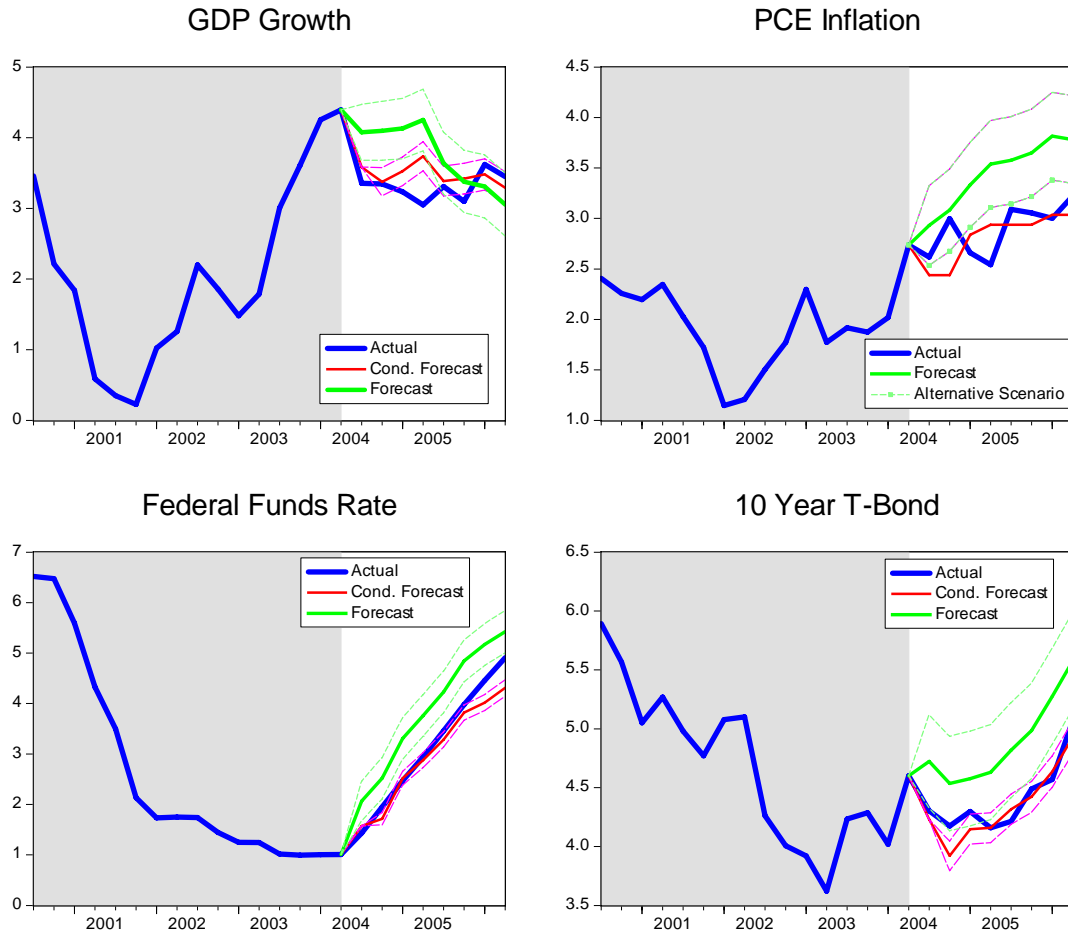 GDP Growth
5
4
3
2
1
0
Actual
Cond. Forecast
Forecast
2001 2002 2003 2004 2005
PCE Inflation
4.5
4.0
3.5
3.0
2.5
2.0
1.5
1.0
Actual
Forecast
Alternative Scenario
2001 2002 2003 2004 2005
Federal Funds Rate
7
6
5
4
3
2
1
0
Actual
Cond. Forecast
Forecast
2001 2002 2003 2004 2005
10 Year T-Bond
6.5
6.0
5.5
5.0
4.5
4.0
3.5
Actual
Cond. Forecast
Forecast
2001 2002 2003 2004 2005